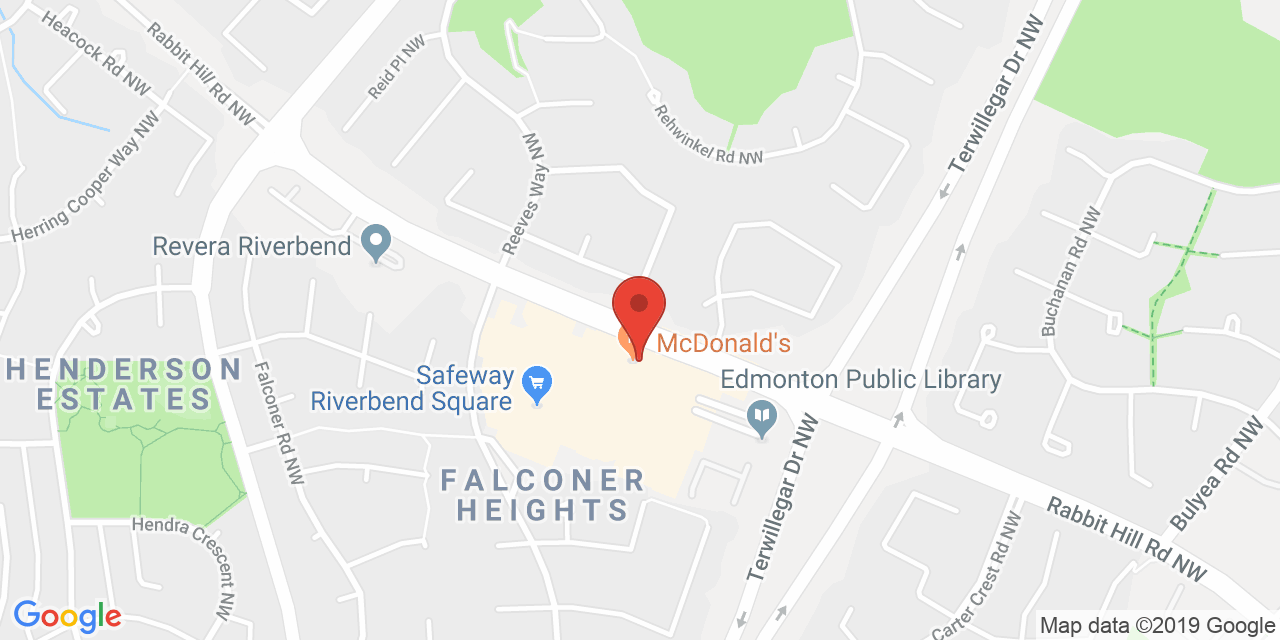 Heacock Rd NW
Rabbit Hill Rd NW
Reid Pl NW
Terwillegar Dr NW
Rehwinkel Rd NW
Herring Cooper Way NW
Reeves Way NW
Revera Riverbend
Buchanan Rd NW
McDonald's
HENDERSON
ESTATES
Safeway
Riverbend Square
Edmonton Public Library
Falconer Rd NW
FALCONER
HEIGHTS
Terwillegar Dr NW
Bulyea Rd NW
Rabbit Hill Rd NW
Hendra Crescent NW
Carter Crest Rd NW
Google
Map data ©2019 Google